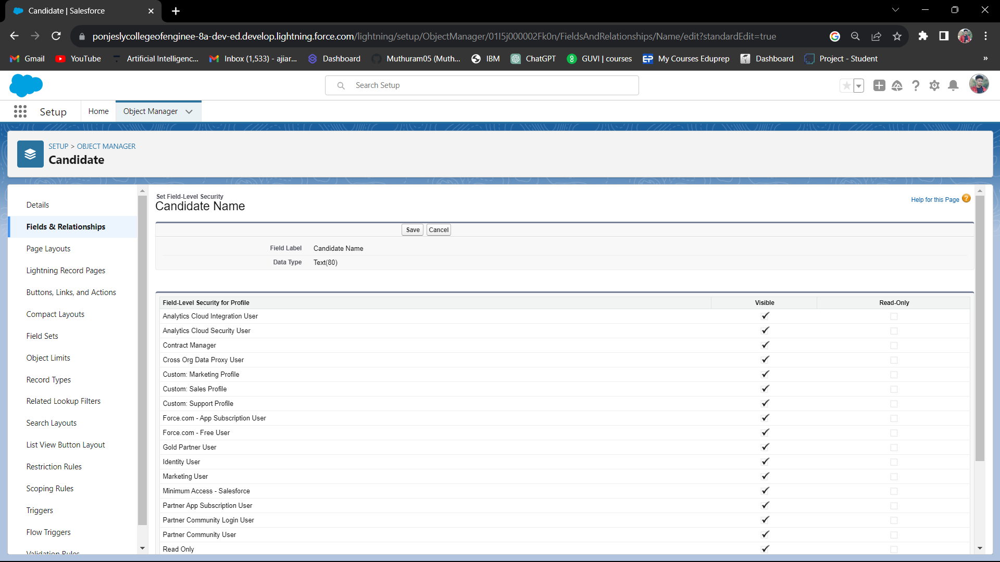 Candidate | Salesforce
ponjeslycollegeofenginee-8a-dev-ed.develop.lightning.force.com/lightning/setup/ObjectManager/01I5j000002Fk0n/FieldsAndRelationships/Name/edit?standardEdit=true
Gmail YouTube Artificial Intelligenc... Inbox (1,533) - ajiar... Dashboard Muthuram05 (Muth... IBM ChatGPT GUVI | courses My Courses Eduprep Dashboard Project - Student »
Search Setup
Setup Home Object Manager
SETUP > OBJECT MANAGER
Candidate
Details
Fields & Relationships
Page Layouts
Lightning Record Pages
Buttons, Links, and Actions
Compact Layouts
Field Sets
Object Limits
Record Types
Related Lookup Filters
Search Layouts
List View Button Layout
Restriction Rules
Scoping Rules
Triggers
Flow Triggers
Validation Rules
Set Field-Level Security
Candidate Name
Help for this Page
Save Cancel
Field Label Candidate Name
Data Type Text(80)
Field-Level Security for Profile Visible Read-Only
Analytics Cloud Integration User
Analytics Cloud Security User
Contract Manager
Cross Org Data Proxy User
Custom: Marketing Profile
Custom: Sales Profile
Custom: Support Profile
Force.com - App Subscription User
Force.com - Free User
Gold Partner User
Identity User
Marketing User
Minimum Access - Salesforce
Partner App Subscription User
Partner Community Login User
Partner Community User
Read Only